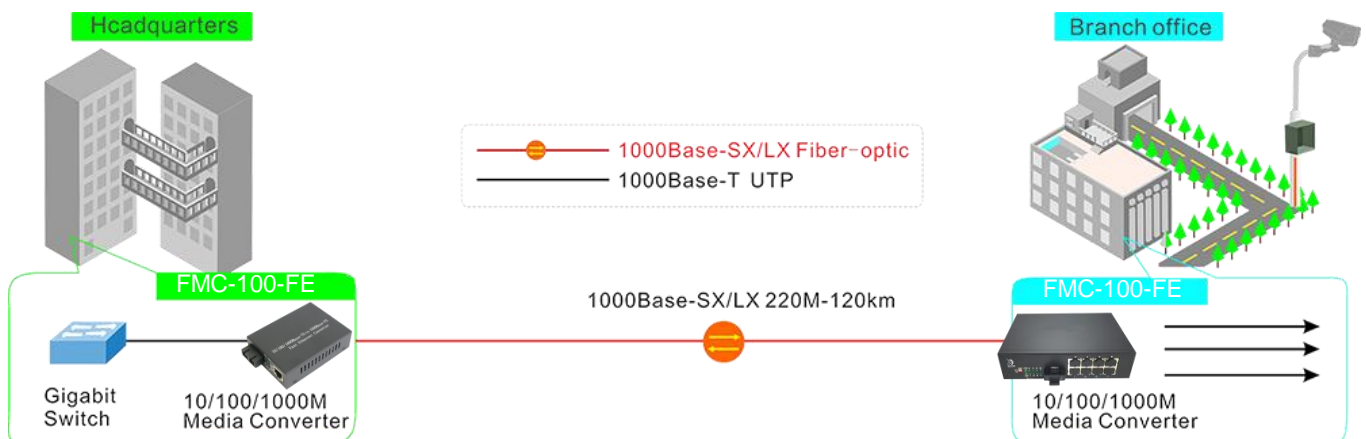 Hcadquarters
Branch office
1000Base-SX/LX Fiber-optic
1000Base-T UTP
FMC-100-FE
FMC-100-FE
1000Base-SX/LX 220M-120km
Gigabit
Switch
10/100/1000M
Media Converter
10/100/1000M
Media Converter